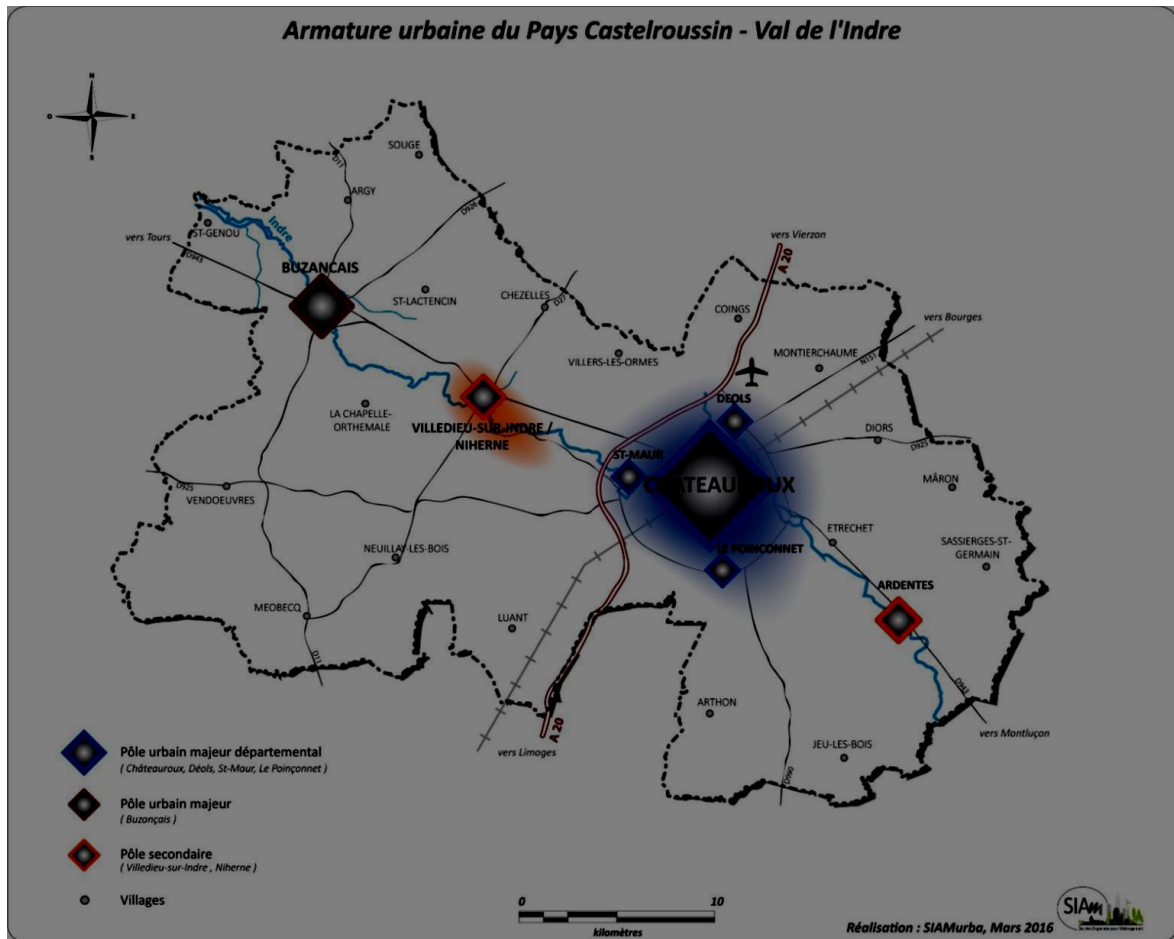 Armature urbaine du Pays Castelroussin - Val de l'Indre
N
O
E
S
SOUGE
D11
ARGY
D926
Indre
ST-GENOU
vers Tours
D943
vers Vierzon
A 20
BUZANCAIS
ST-LACTENCIN
CHEZELLES
D27
COINGS
vers Bourges
N151
VILLERS-LES-ORMES
MONTIERCHAUME
DEOLS
LA CHAPELLE-
ORTHEMALE
VILLEDIEU-SUR-INDRE /
NIHERNE
DIORS
D925
ST-MAUR
CHATEAUROUX
MÂRON
D925
VENDOEUVRES
ETRECHET
SASSIERGES-ST-
GERMAIN
NEUILLAY-LES-BOIS
LE POINCONNET
ARDENTES
MEOBECQ
LUANT
D11
D943
ARTHON
A 20
vers Limoges
vers Montluçon
JEU-LES-BOIS
D990
Pôle urbain majeur départemental
( Châteauroux, Déols, St-Maur, Le Poinçonnet )
Pôle urbain majeur
( Buzançais )
Pôle secondaire
( Villedieu-sur-Indre , Niherne )
Villages
0
10
kilomètres
SIAM
Réalisation : SIAMurba, Mars 2016